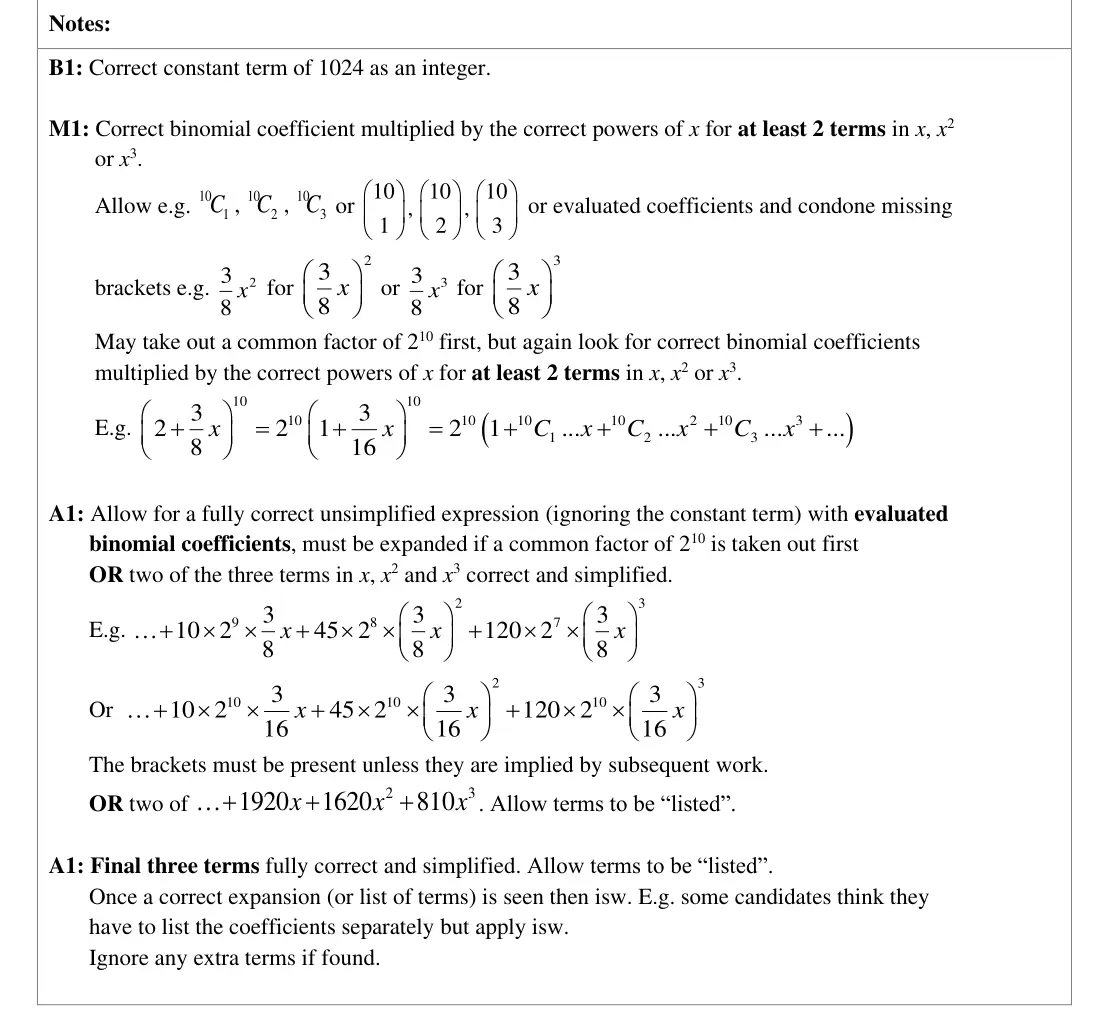 Notes:
B1: Correct constant term of 1024 as an integer.
M1: Correct binomial coefficient multiplied by the correct powers of x for at least 2 terms in x, x²
or x³.
Allow e.g. ¹⁰C₁, ¹⁰C₂, ¹⁰C₃ or (10 1), (10 2), (10 3) or evaluated coefficients and condone missing
brackets e.g. 3/8 x² for (3/8 x)² or 3/8 x³ for (3/8 x)³
May take out a common factor of 2¹⁰ first, but again look for correct binomial coefficients
multiplied by the correct powers of x for at least 2 terms in x, x² or x³.
E.g. (2 + 3/8 x)¹⁰ = 2¹⁰(1 + 3/16 x)¹⁰ = 2¹⁰(1 + ¹⁰C₁ ...x + ¹⁰C₂ ...x² + ¹⁰C₃ ...x³ + ...)
A1: Allow for a fully correct unsimplified expression (ignoring the constant term) with evaluated
binomial coefficients, must be expanded if a common factor of 2¹⁰ is taken out first
OR two of the three terms in x, x² and x³ correct and simplified.
E.g. ...+10×2⁹×3/8 x + 45×2⁸×(3/8 x)² + 120×2⁷×(3/8 x)³
Or ...+10×2¹⁰×3/16 x + 45×2¹⁰×(3/16 x)² + 120×2¹⁰×(3/16 x)³
The brackets must be present unless they are implied by subsequent work.
OR two of ...+1920x+1620x²+810x³. Allow terms to be “listed”.
A1: Final three terms fully correct and simplified. Allow terms to be “listed”.
Once a correct expansion (or list of terms) is seen then isw. E.g. some candidates think they
have to list the coefficients separately but apply isw.
Ignore any extra terms if found.